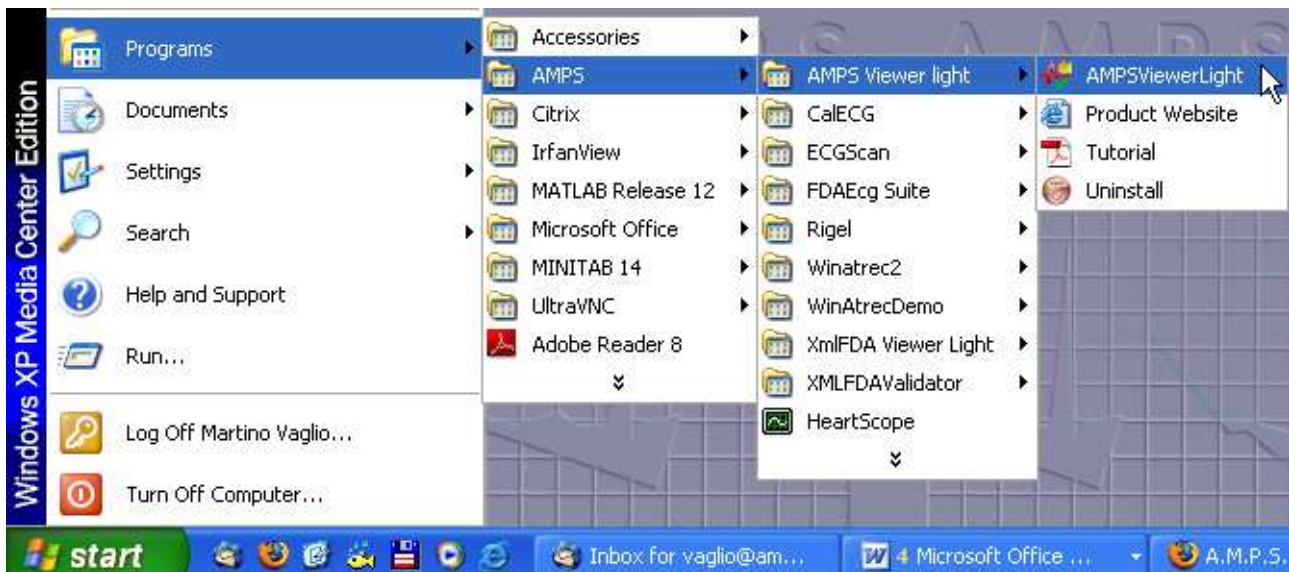 Windows XP Media Center Edition
Programs
Documents
Settings
Search
Help and Support
Run...
Log Off Martino Vaglio...
Turn Off Computer...
Accessories
AMPS
Citrix
IrfanView
MATLAB Release 12
Microsoft Office
MINITAB 14
UltraVNC
Adobe Reader 8
AMPS Viewer light
CalECG
ECGScan
FDAEcg Suite
Rigel
Winatrec2
WinAtrecDemo
XmlFDA Viewer Light
XMLFDAValidator
HeartScope
AMPSViewerLight
Product Website
Tutorial
Uninstall
start
Inbox for vaglio@am...
4 Microsoft Office ...
A.M.P.S.